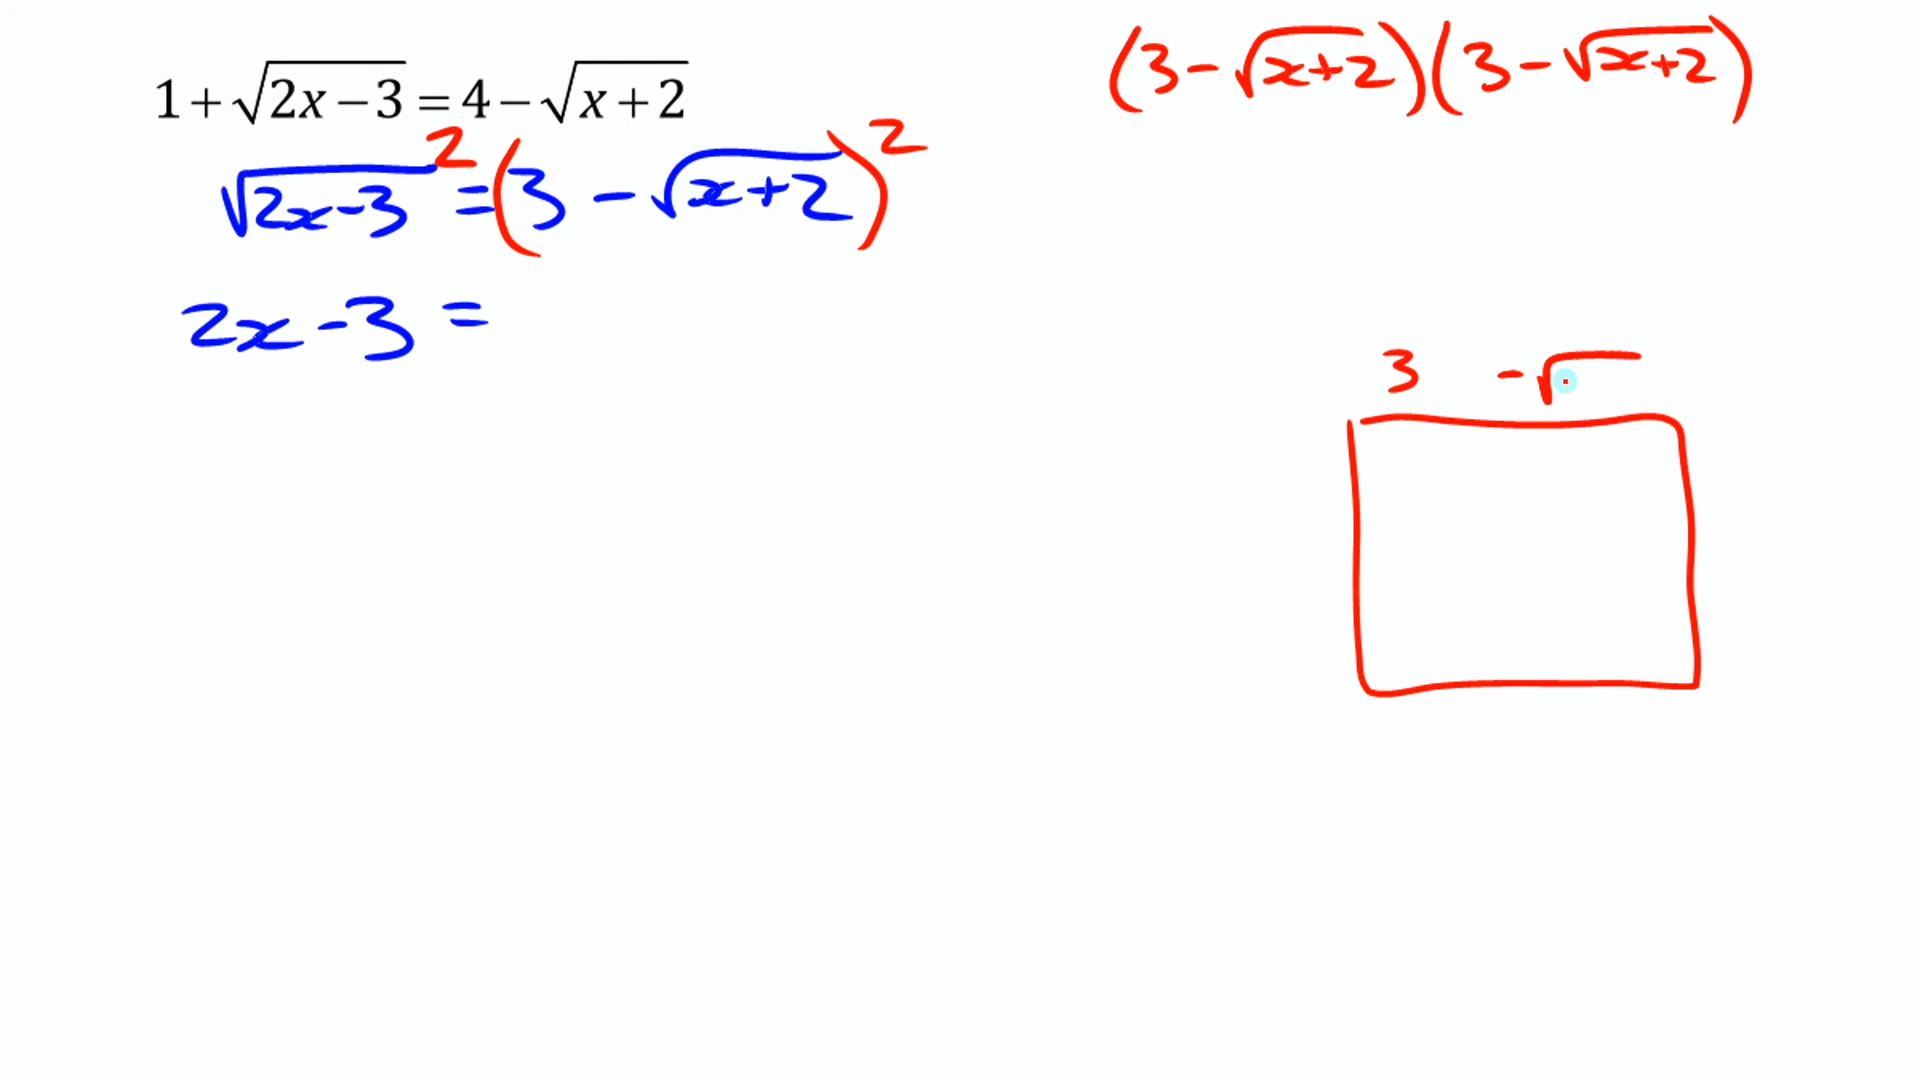 1+√(2x−3)=4−√(x+2)
√(2x-3)² = (3 - √(x+2))²
2x-3 =
(3-√(x+2))(3-√(x+2))
3 -√